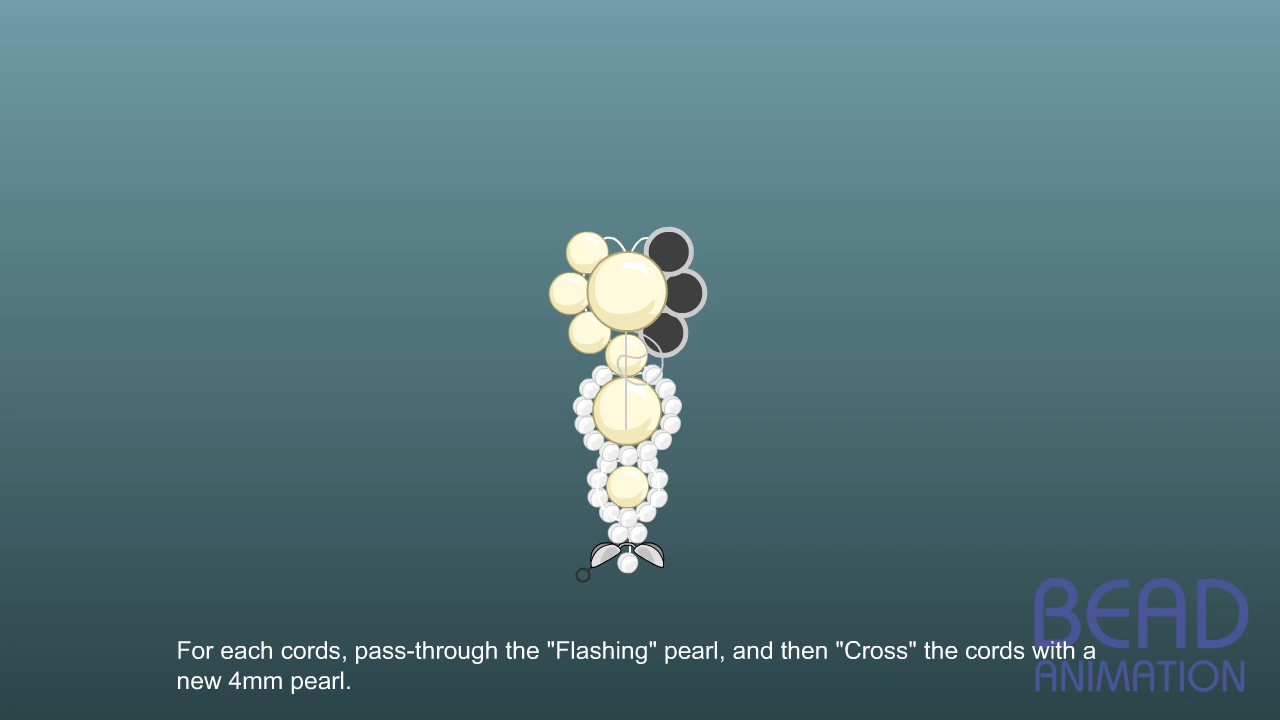 For each cords, pass-through the "Flashing" pearl, and then "Cross" the cords with a
new 4mm pearl.
BEAD
ANIMATION